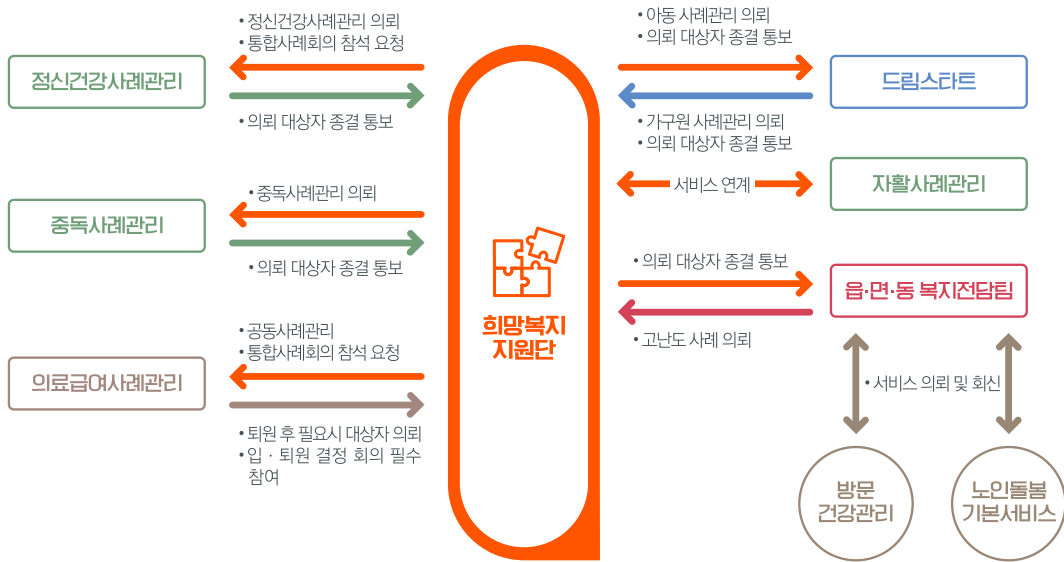 • 정신건강사례관리 의뢰
• 통합사례회의 참석 요청
정신건강사례관리
• 의뢰 대상자 종결 통보
• 중독사례관리 의뢰
중독사례관리
• 의뢰 대상자 종결 통보
• 공동사례관리
• 통합사례회의 참석 요청
의료급여사례관리
• 퇴원 후 필요시 대상자 의뢰
• 입 · 퇴원 결정 회의 필수
참여
희망복지
지원단
• 아동 사례관리 의뢰
• 의뢰 대상자 종결 통보
드림스타트
• 가구원 사례관리 의뢰
• 의뢰 대상자 종결 통보
서비스 연계
자활사례관리
• 의뢰 대상자 종결 통보
읍·면·동 복지전담팀
• 고난도 사례 의뢰
• 서비스 의뢰 및 회신
방문
건강관리
노인돌봄
기본서비스